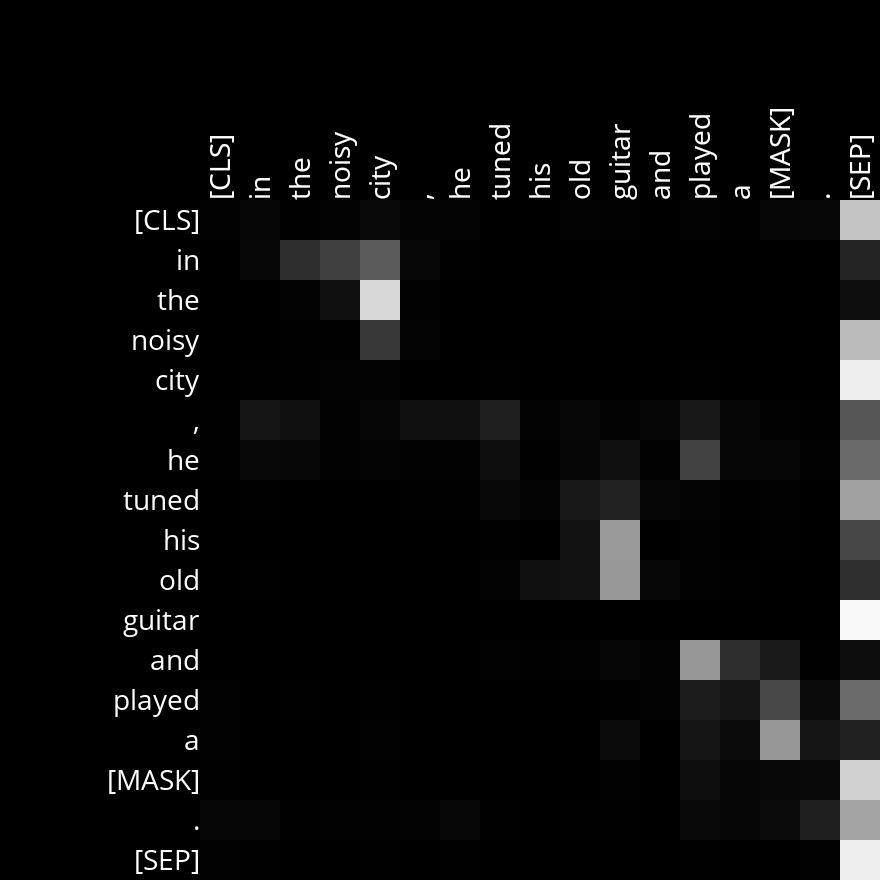 [CLS] in the noisy city , he tuned his old guitar and played a [MASK] . [SEP]
[CLS]
in
the
noisy
city
,
he
tuned
his
old
guitar
and
played
a
[MASK]
.
[SEP]